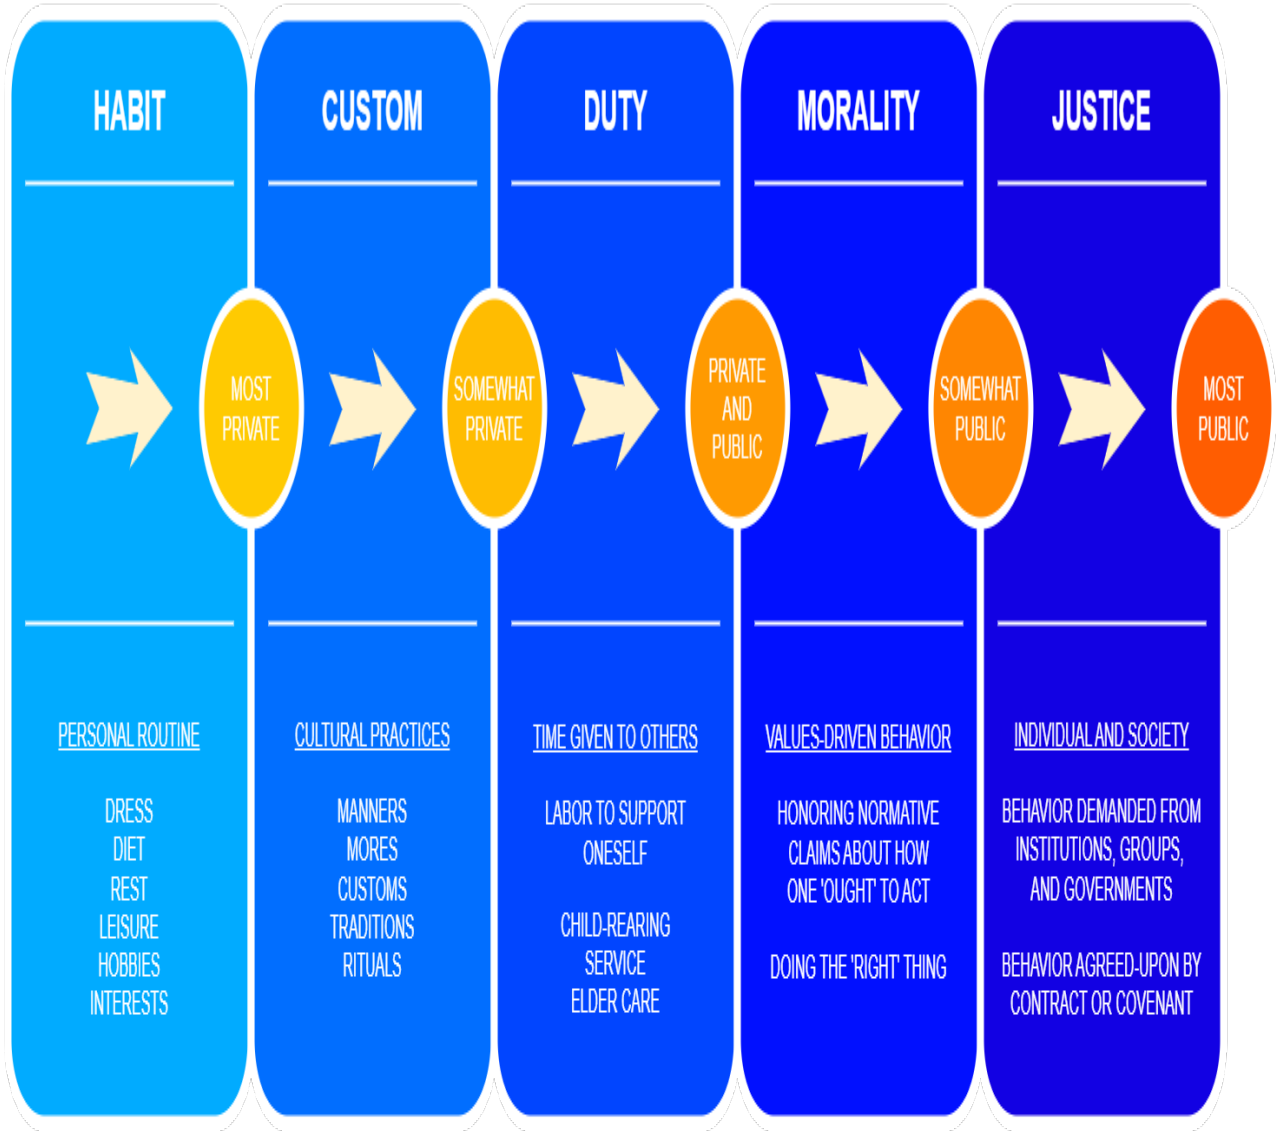 HABIT
MOST
PRIVATE
PERSONAL ROUTINE
DRESS
DIET
REST
LEISURE
HOBBIES
INTERESTS
CUSTOM
SOMEWHAT
PRIVATE
CULTURAL PRACTICES
MANNERS
MORES
CUSTOMS
TRADITIONS
RITUALS
DUTY
PRIVATE
AND
PUBLIC
TIME GIVEN TO OTHERS
LABOR TO SUPPORT
ONESELF
CHILD-REARING
SERVICE
ELDER CARE
MORALITY
SOMEWHAT
PUBLIC
VALUES-DRIVEN BEHAVIOR
HONORING NORMATIVE
CLAIMS ABOUT HOW
ONE 'OUGHT' TO ACT
DOING THE 'RIGHT' THING
JUSTICE
MOST
PUBLIC
INDIVIDUAL AND SOCIETY
BEHAVIOR DEMANDED FROM
INSTITUTIONS, GROUPS,
AND GOVERNMENTS
BEHAVIOR AGREED-UPON BY
CONTRACT OR COVENANT